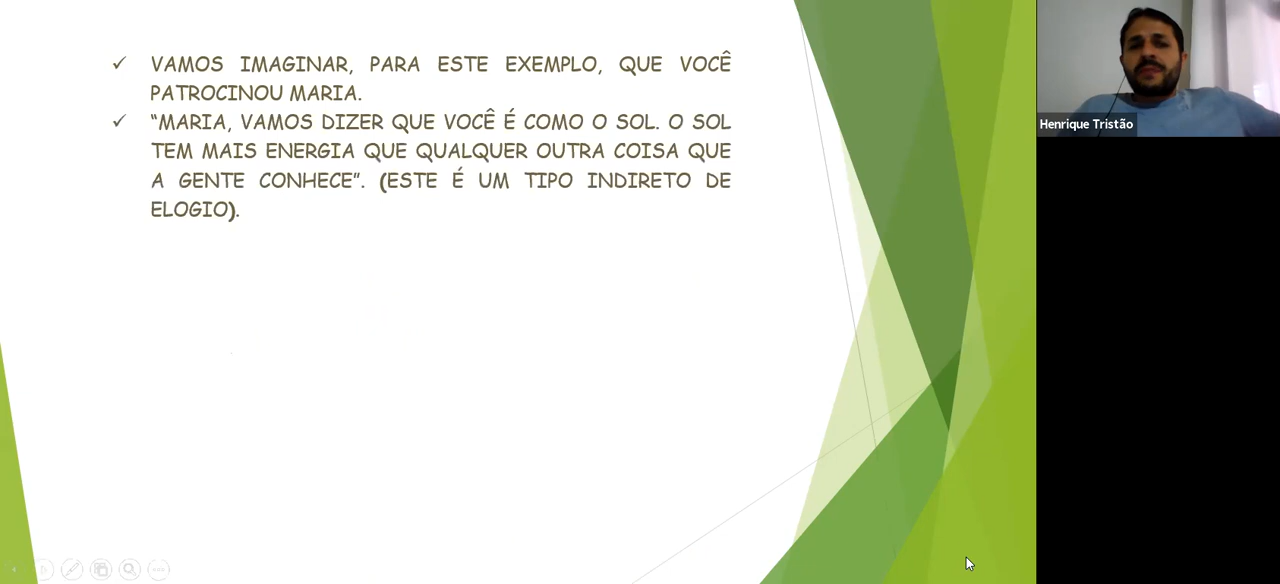 VAMOS IMAGINAR, PARA ESTE EXEMPLO, QUE VOCÊ
PATROCINOU MARIA.
“MARIA, VAMOS DIZER QUE VOCÊ É COMO O SOL. O SOL
TEM MAIS ENERGIA QUE QUALQUER OUTRA COISA QUE
A GENTE CONHECE”. (ESTE É UM TIPO INDIRETO DE
ELOGIO).
Henrique Tristão